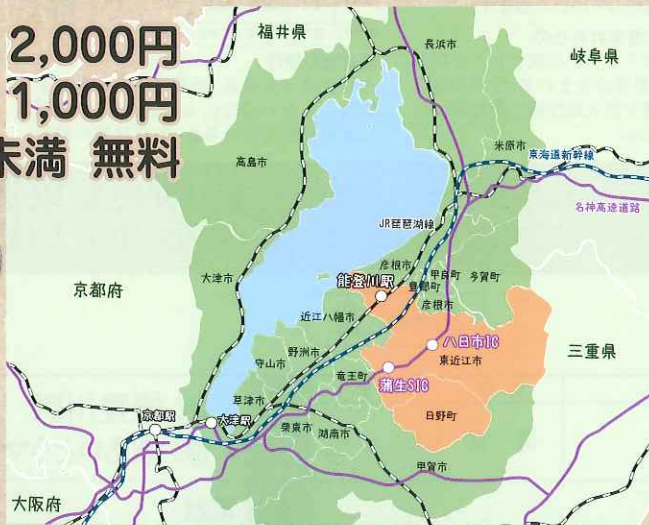 2,000円
1,000円
未満 無料
福井県
長浜市
岐阜県
高島市
米原市
東海道新幹線
名神高速道路
JR琵琶湖線
彦根市
甲良町
多賀町
豊郷町
能登川駅
彦根市
大津市
京都府
近江八幡市
八日市IC
東近江市
三重県
野洲市
守山市
竜王町
蒲生SIC
草津市
京都駅
大津駅
栗東市
湖南市
日野町
甲賀市
大阪府